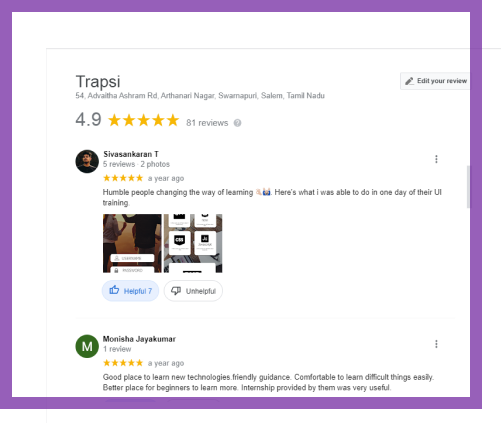 Trapsi
Edit your review
54, Advaitha Ashram Rd, Arthanari Nagar, Swarnapuri, Salem, Tamil Nadu
4.9 ★★★★★ 81 reviews
Sivasankaran T
5 reviews · 2 photos
★★★★★ a year ago
Humble people changing the way of learning. Here's what i was able to do in one day of their UI
training.
USERNAME
PASSWORD
CSS
JS
Helpful 7
Unhelpful
M
Monisha Jayakumar
1 review
★★★★★ a year ago
Good place to learn new technologies.friendly guidance. Comfortable to learn difficult things easily.
Better place for beginners to learn more. Internship provided by them was very useful.